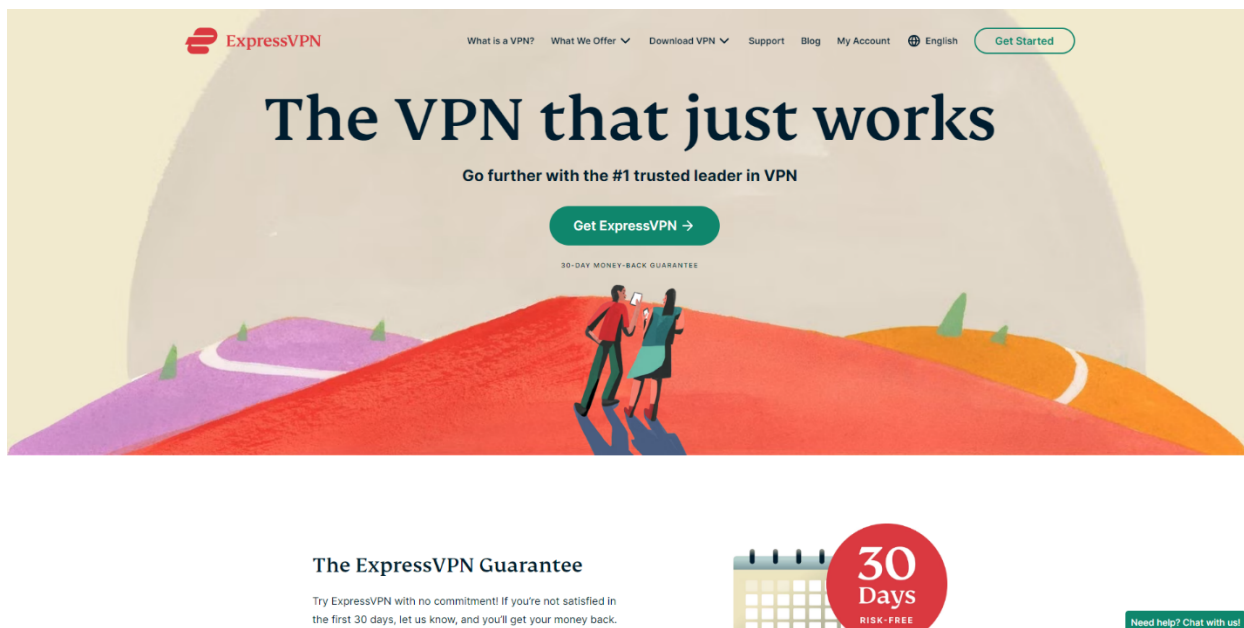 ExpressVPN
What is a VPN? What We Offer Download VPN Support Blog My Account English Get Started
The VPN that just works
Go further with the #1 trusted leader in VPN
Get ExpressVPN →
30-DAY MONEY-BACK GUARANTEE
The ExpressVPN Guarantee
Try ExpressVPN with no commitment! If you're not satisfied in
the first 30 days, let us know, and you'll get your money back.
30
Days
RISK-FREE
Need help? Chat with us!